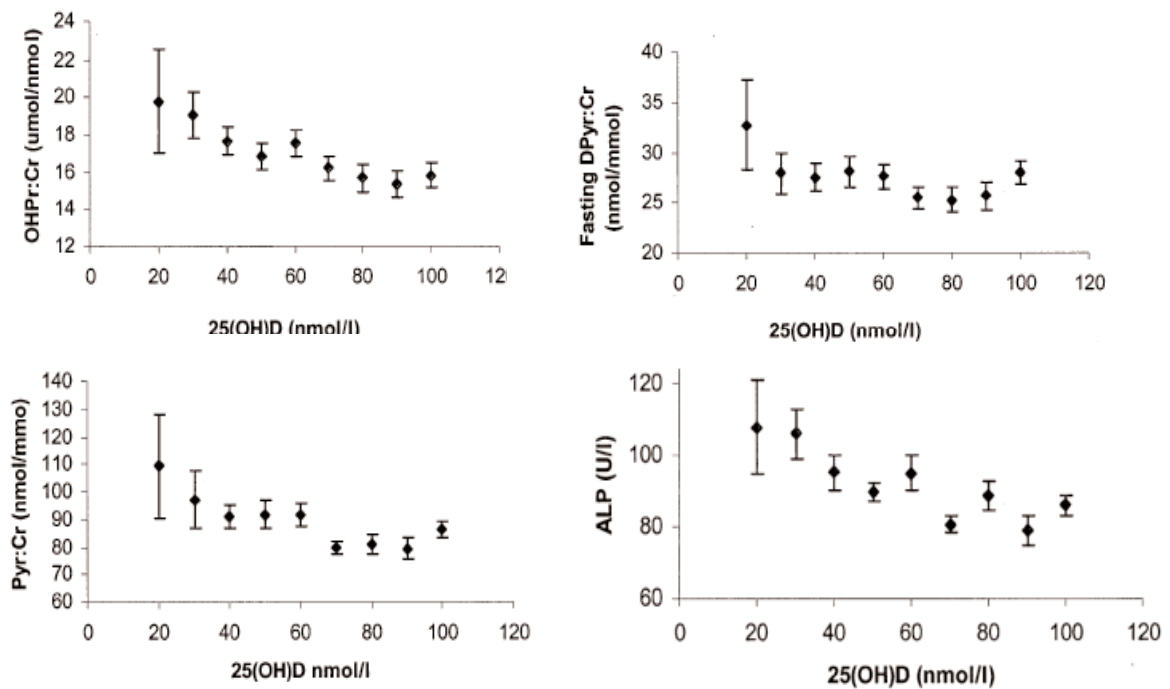 OHPr:Cr (umol/nmol)
24
22
20
18
16
14
12
0 20 40 60 80 100 120
25(OH)D (nmol/l)
Fasting DPyr:Cr
(nmol/mmol)
40
35
30
25
20
0 20 40 60 80 100 120
25(OH)D (nmol/l)
Pyr:Cr (nmol/mmo)
140
130
120
110
100
90
80
70
60
0 20 40 60 80 100 120
25(OH)D nmol/l
ALP (U/l)
120
100
80
60
0 20 40 60 80 100 120
25(OH)D (nmol/l)